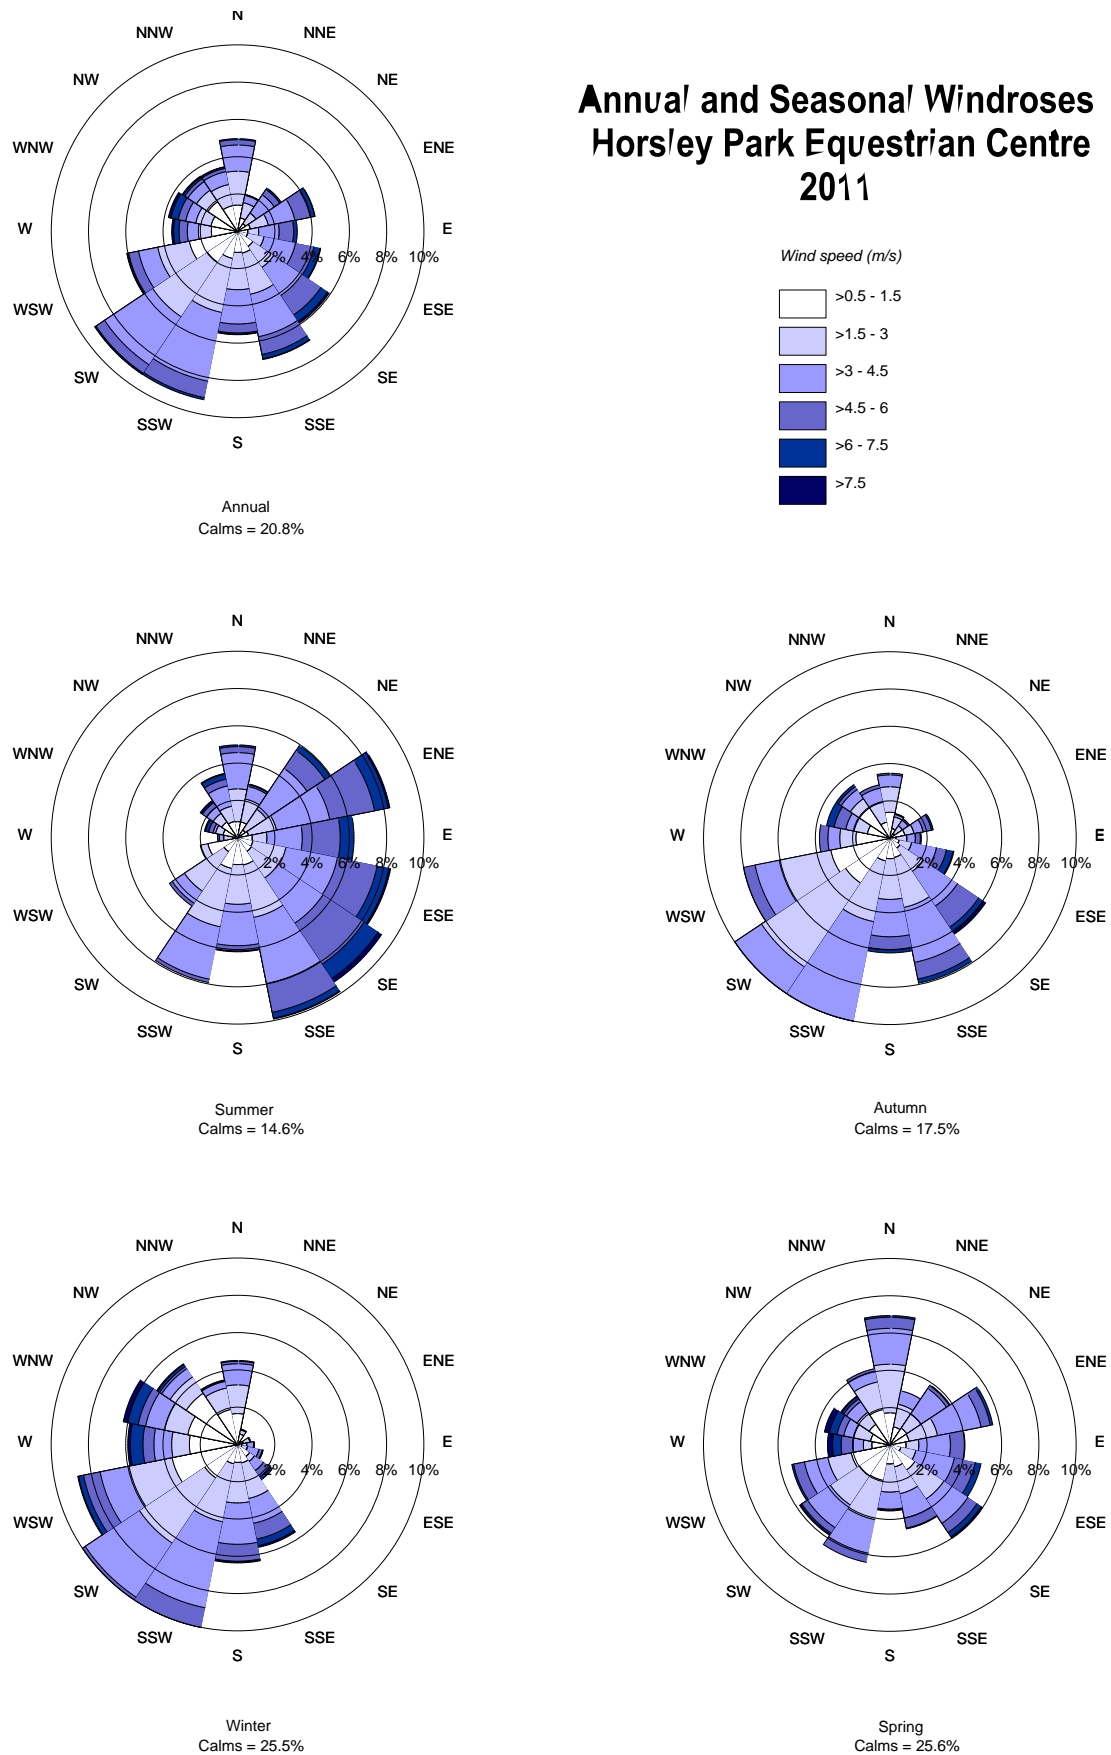 Annual and Seasonal Windroses
Horsley Park Equestrian Centre
2011
N
NNW NNE
NW NE
WNW ENE
W E
2% 4% 6% 8% 10%
WSW ESE
SW SE
SSW SSE
S
Annual
Calms = 20.8%
Wind speed (m/s)
>0.5 - 1.5
>1.5 - 3
>3 - 4.5
>4.5 - 6
>6 - 7.5
>7.5
N
NNW NNE
NW NE
WNW ENE
W E
2% 4% 6% 8% 10%
WSW ESE
SW SE
SSW SSE
S
Summer
Calms = 14.6%
N
NNW NNE
NW NE
WNW ENE
W E
2% 4% 6% 8% 10%
WSW ESE
SW SE
SSW SSE
S
Autumn
Calms = 17.5%
N
NNW NNE
NW NE
WNW ENE
W E
2% 4% 6% 8% 10%
WSW ESE
SW SE
SSW SSE
S
Winter
Calms = 25.5%
N
NNW NNE
NW NE
WNW ENE
W E
2% 4% 6% 8% 10%
WSW ESE
SW SE
SSW SSE
S
Spring
Calms = 25.6%